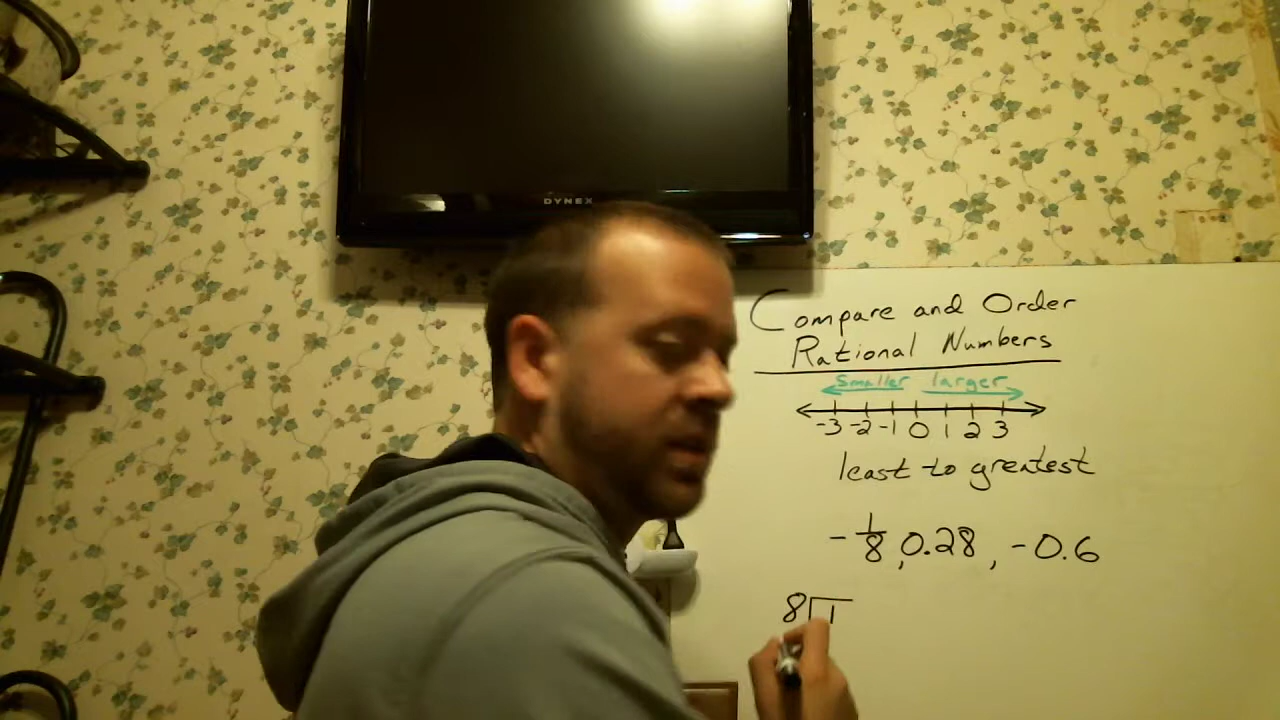 DYNEX
Compare and Order
Rational Numbers
smaller larger
-3 -2 -1 0 1 2 3
least to greatest
-1/8, 0.28, -0.6
8 1